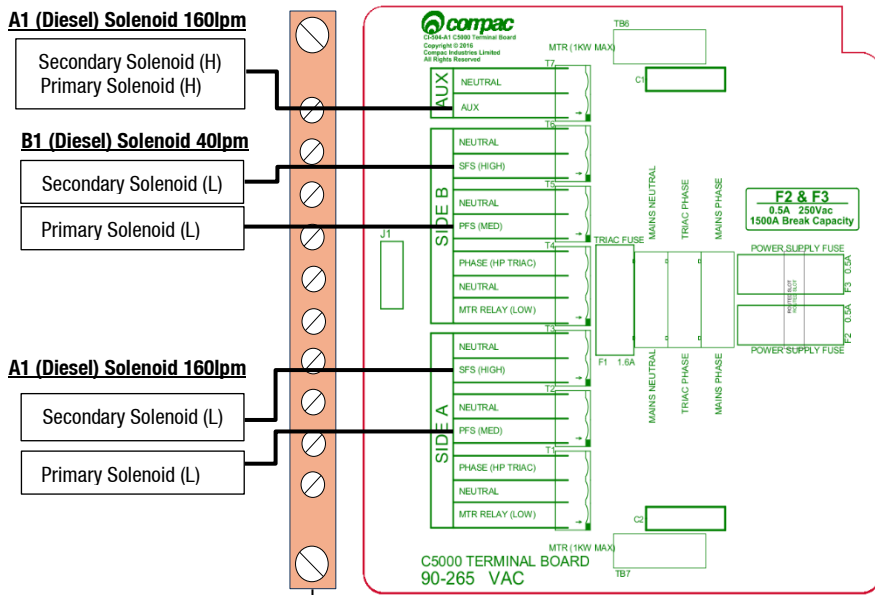 A1 (Diesel) Solenoid 160lpm
Secondary Solenoid (H)
Primary Solenoid (H)
B1 (Diesel) Solenoid 40lpm
Secondary Solenoid (L)
Primary Solenoid (L)
A1 (Diesel) Solenoid 160lpm
Secondary Solenoid (L)
Primary Solenoid (L)
compac
CI-504-A1 C5000 Terminal Board
Copyright © 2016
Compac Industries Limited
All Rights Reserved
TB6
MTR (1KW MAX)
C1
T7
AUX
NEUTRAL
AUX
T6
SIDE B
NEUTRAL
SFS (HIGH)
T5
NEUTRAL
PFS (MED)
T4
PHASE (HP TRIAC)
NEUTRAL
MTR RELAY (LOW)
J1
T3
SIDE A
NEUTRAL
SFS (HIGH)
T2
NEUTRAL
PFS (MED)
T1
PHASE (HP TRIAC)
NEUTRAL
MTR RELAY (LOW)
TRIAC FUSE
F1 1.6A
MAINS NEUTRAL
TRIAC PHASE
MAINS PHASE
MAINS NEUTRAL
TRIAC PHASE
MAINS PHASE
F2 & F3
0.5A 250Vac
1500A Break Capacity
POWER SUPPLY FUSE
F3 0.5A
F2 0.5A
POWER SUPPLY FUSE
C2
MTR (1KW MAX)
TB7
C5000 TERMINAL BOARD
90-265 VAC